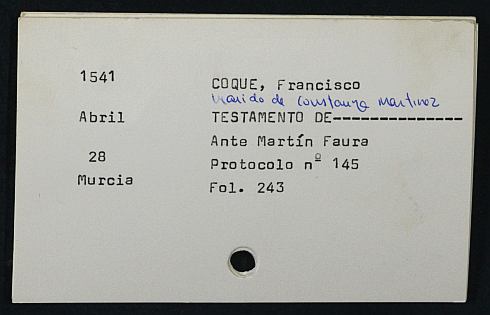 1541
COQUE, Francisco
marido de Constanza Martinez
Abril
TESTAMENTO DE---------------
Ante Martín Faura
28
Protocolo nº 145
Murcia
Fol. 243